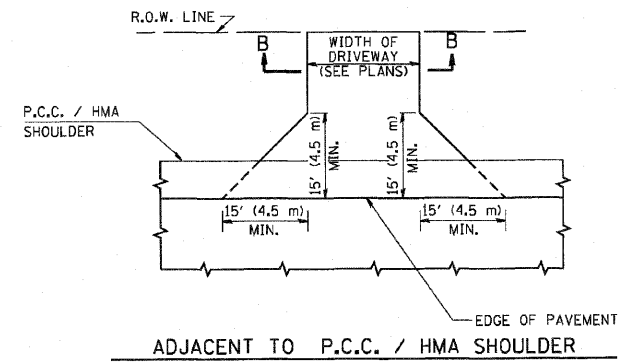 R.O.W. LINE
B
WIDTH OF
DRIVEWAY
(SEE PLANS)
B
P.C.C. / HMA
SHOULDER
15' (4.5 m)
MIN.
15' (4.5 m)
MIN.
15' (4.5 m)
MIN.
15' (4.5 m)
MIN.
EDGE OF PAVEMENT
ADJACENT TO P.C.C. / HMA SHOULDER